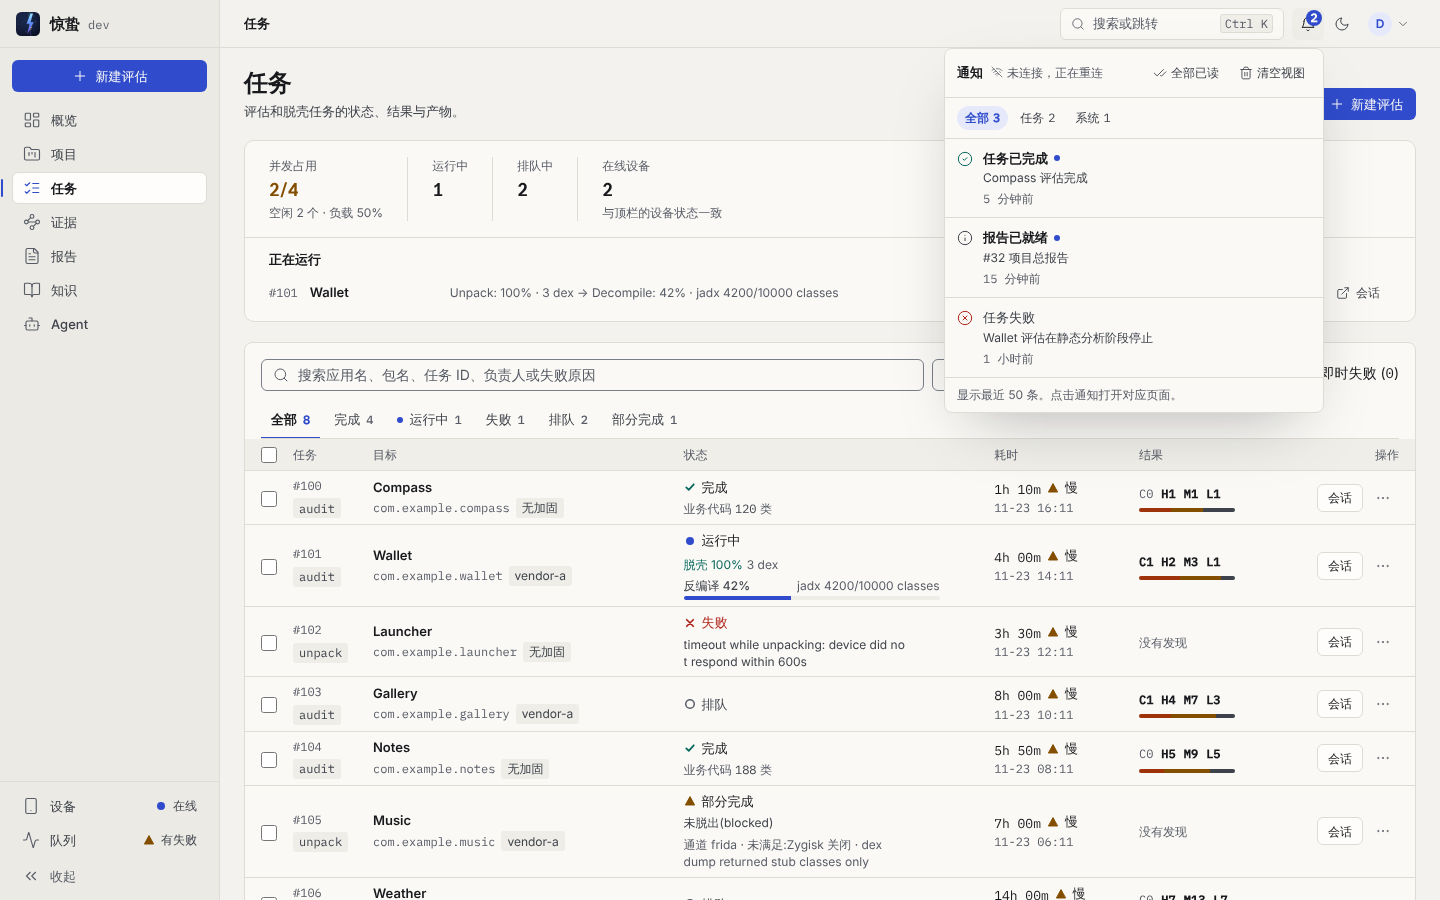 惊蛰 dev
任务
搜索或跳转 Ctrl K
2
D
新建评估
概览
项目
任务
证据
报告
知识
Agent
设备 在线
队列 有失败
收起
任务
评估和脱壳任务的状态、结果与产物。
新建评估
并发占用
2/4
空闲 2 个 · 负载 50%
运行中
1
排队中
2
在线设备
2
与顶栏的设备状态一致
正在运行
#101 Wallet Unpack: 100% · 3 dex → Decompile: 42% · jadx 4200/10000 classes
会话
通知 未连接，正在重连 全部已读 清空视图
全部 3 任务 2 系统 1
任务已完成
Compass 评估完成
5 分钟前
报告已就绪
#32 项目总报告
15 分钟前
任务失败
Wallet 评估在静态分析阶段停止
1 小时前
显示最近 50 条。点击通知打开对应页面。
搜索应用名、包名、任务 ID、负责人或失败原因
即时失败 (0)
全部 8 完成 4 运行中 1 失败 1 排队 2 部分完成 1
任务 目标 状态 耗时 结果 操作
#100 Compass 完成 1h 10m 慢 C0 H1 M1 L1 会话
audit com.example.compass 无加固 业务代码 120 类 11-23 16:11
#101 Wallet 运行中 4h 00m 慢 C1 H2 M3 L1 会话
audit com.example.wallet vendor-a 脱壳 100% 3 dex 11-23 14:11
反编译 42% jadx 4200/10000 classes
#102 Launcher 失败 3h 30m 慢 没有发现 会话
unpack com.example.launcher 无加固 timeout while unpacking: device did no 11-23 12:11
t respond within 600s
#103 Gallery 排队 8h 00m 慢 C1 H4 M7 L3 会话
audit com.example.gallery vendor-a 11-23 10:11
#104 Notes 完成 5h 50m 慢 C0 H5 M9 L5 会话
audit com.example.notes 无加固 业务代码 188 类 11-23 08:11
#105 Music 部分完成 7h 00m 慢 没有发现 会话
unpack com.example.music vendor-a 未脱出(blocked) 11-23 06:11
通道 frida · 未满足:Zygisk 关闭 · dex
dump returned stub classes only
#106 Weather 14h 00m 慢